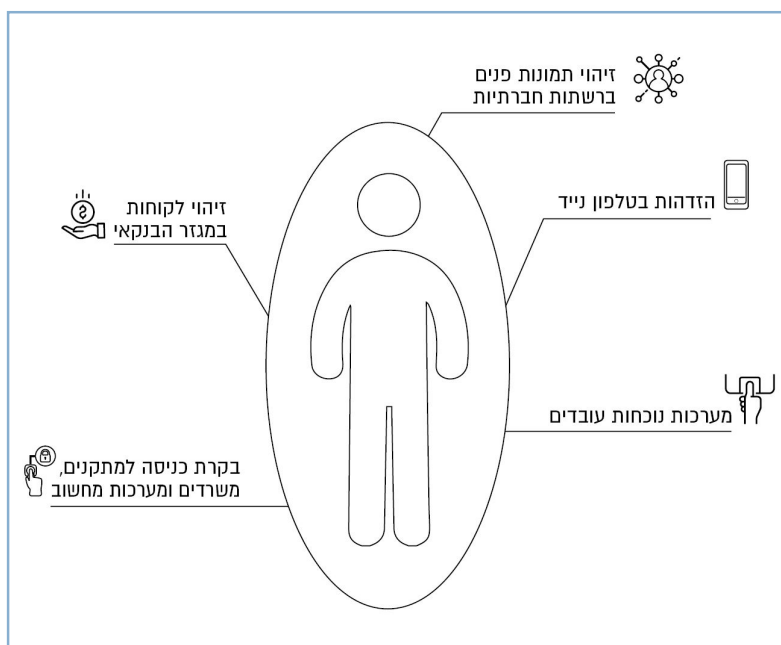 זיהוי תמונות פנים
ברשתות חברתיות
הזדהות בטלפון נייד
זיהוי לקוחות
במגזר הבנקאי
מערכות נוכחות עובדים
בקרת כניסה למתקנים,
משרדים ומערכות מחשוב